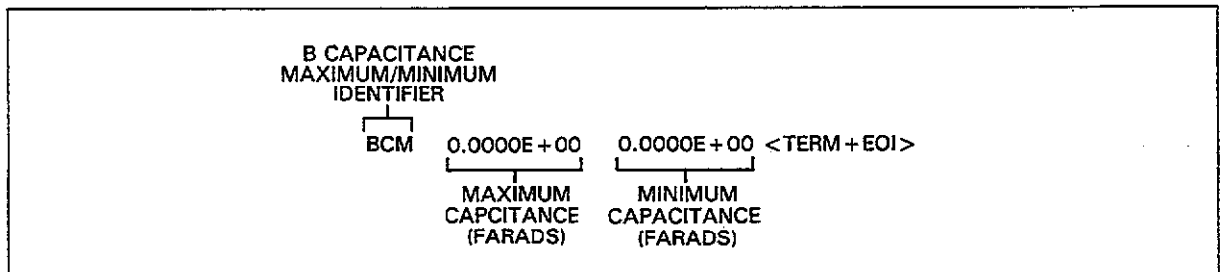 B CAPACITANCE
MAXIMUM/MINIMUM
IDENTIFIER
BCM 0.0000E+00 0.0000E+00 <TERM+EOI>
MAXIMUM
CAPCITANCE
(FARADS)
MINIMUM
CAPACITANCE
(FARADS)